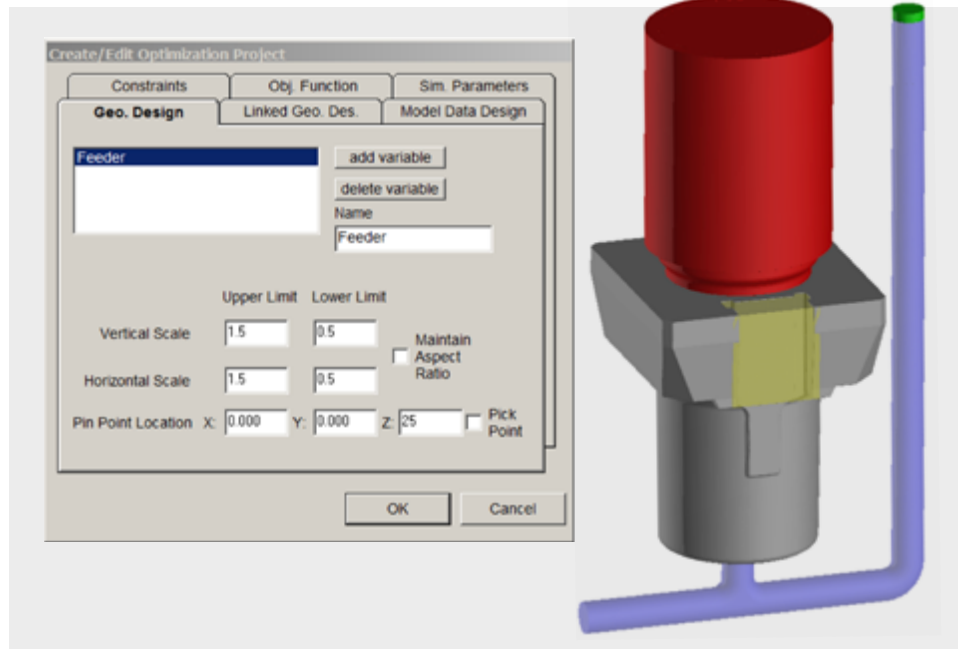 Create/Edit Optimization Project
Constraints Obj. Function Sim. Parameters
Geo. Design Linked Geo. Des. Model Data Design
Feeder
add variable
delete variable
Name
Feeder
Upper Limit Lower Limit
Vertical Scale 1.5 0.5
Maintain
Aspect
Ratio
Horizontal Scale 1.5 0.5
Pin Point Location X: 0.000 Y: 0.000 Z: 25 Pick
Point
OK Cancel